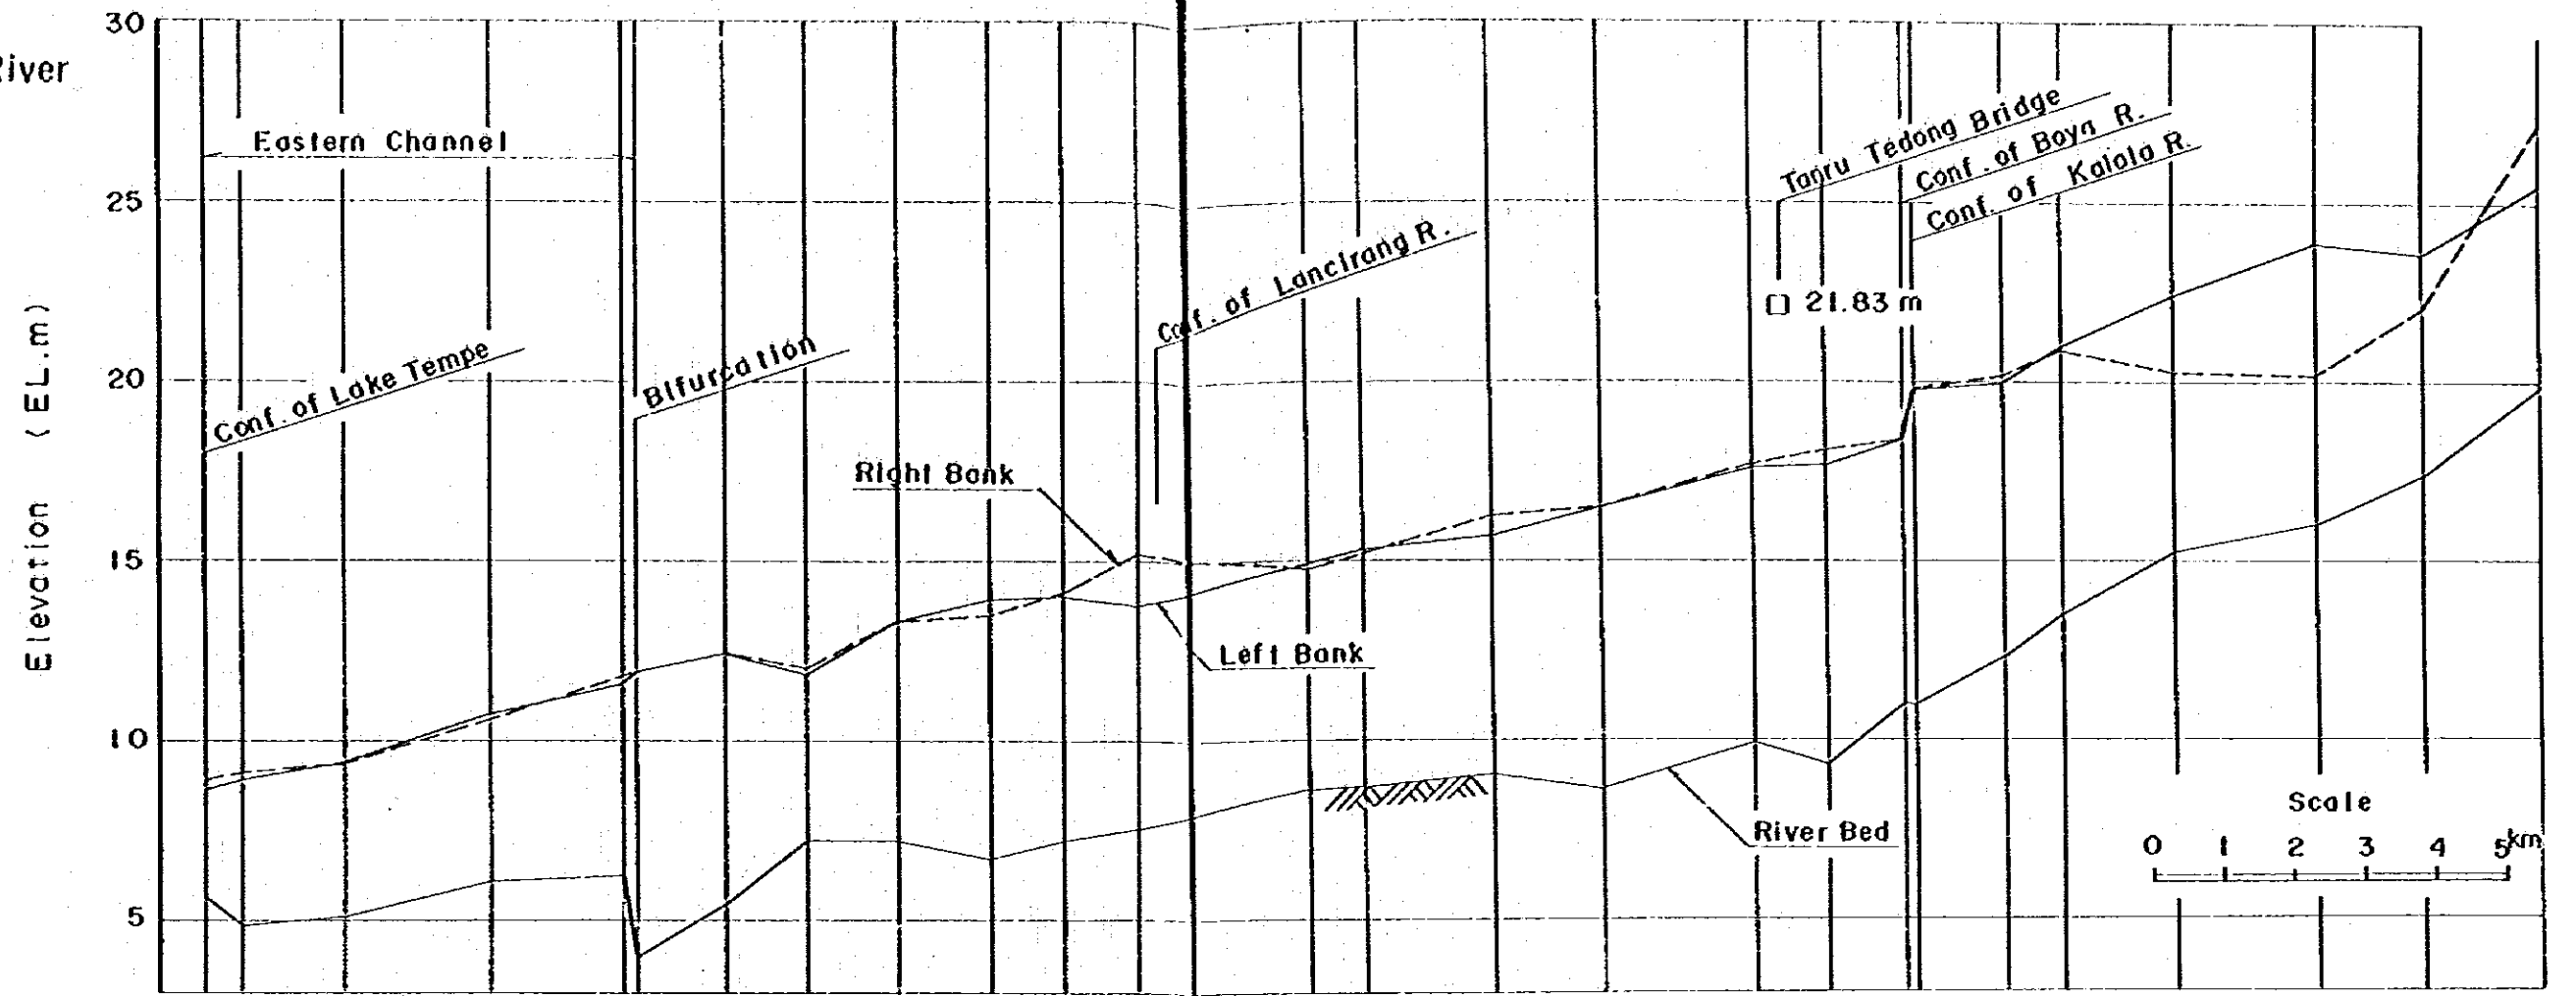 River
30
25
20
15
10
5
Elevation (EL.m)
Eastern Channel
Conf. of Lake Tempe
Bifurcation
Right Bank
Left Bank
Conf. of Lancirang R.
Tanru Tedong Bridge
Conf. of Boya R.
Conf. of Kalola R.
21.83 m
River Bed
Scale
0 1 2 3 4 5km